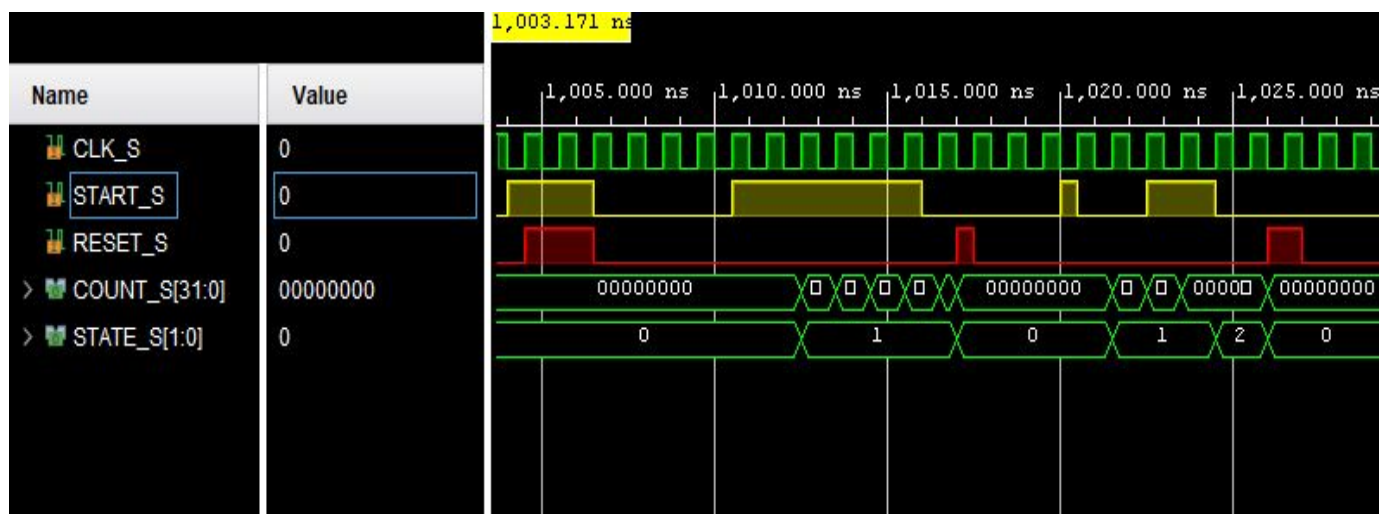 1,003.171 ns
Name Value 1,005.000 ns 1,010.000 ns 1,015.000 ns 1,020.000 ns 1,025.000 ns
CLK_S 0
START_S 0
RESET_S 0
COUNT_S[31:0] 00000000 00000000 00000000 0000 00000000
STATE_S[1:0] 0 0 1 0 1 2 0